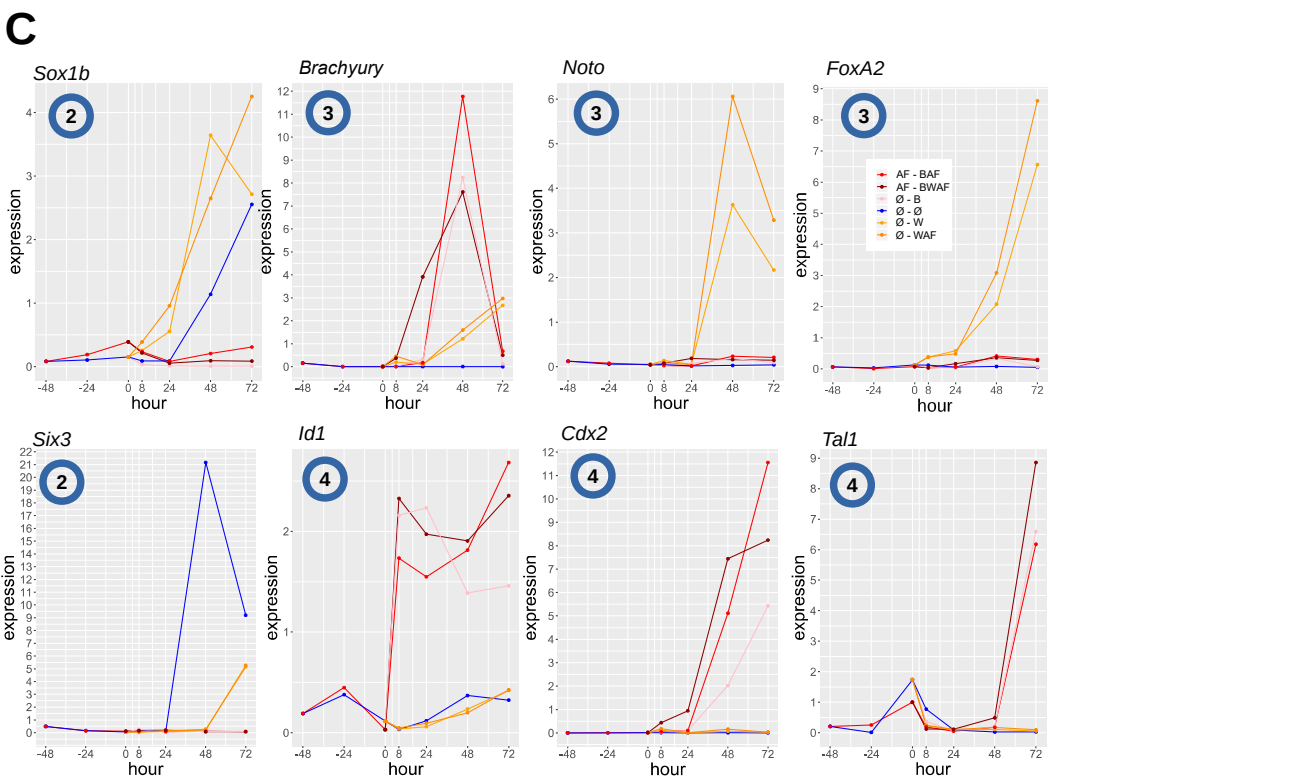 C
Sox1b
Brachyury
Noto
FoxA2
2
3
3
3
expression
4
3
2
1
0
-48 -24 0 8 24 48 72
hour
expression
12
11
10
9
8
7
6
5
4
3
2
1
0
-48 -24 0 8 24 48 72
hour
expression
6
5
4
3
2
1
0
-48 -24 0 8 24 48 72
hour
expression
9
8
7
6
5
4
3
2
1
0
-48 -24 0 8 24 48 72
hour
AF - BAF
AF - BWAF
Ø - B
Ø - Ø
Ø - W
Ø - WAF
Six3
Id1
Cdx2
Tal1
2
4
4
4
expression
22
21
20
19
18
17
16
15
14
13
12
11
10
9
8
7
6
5
4
3
2
1
0
-48 -24 0 8 24 48 72
hour
expression
2
1
0
-48 -24 0 8 24 48 72
hour
expression
12
11
10
9
8
7
6
5
4
3
2
1
0
-48 -24 0 8 24 48 72
hour
expression
9
8
7
6
5
4
3
2
1
0
-48 -24 0 8 24 48 72
hour